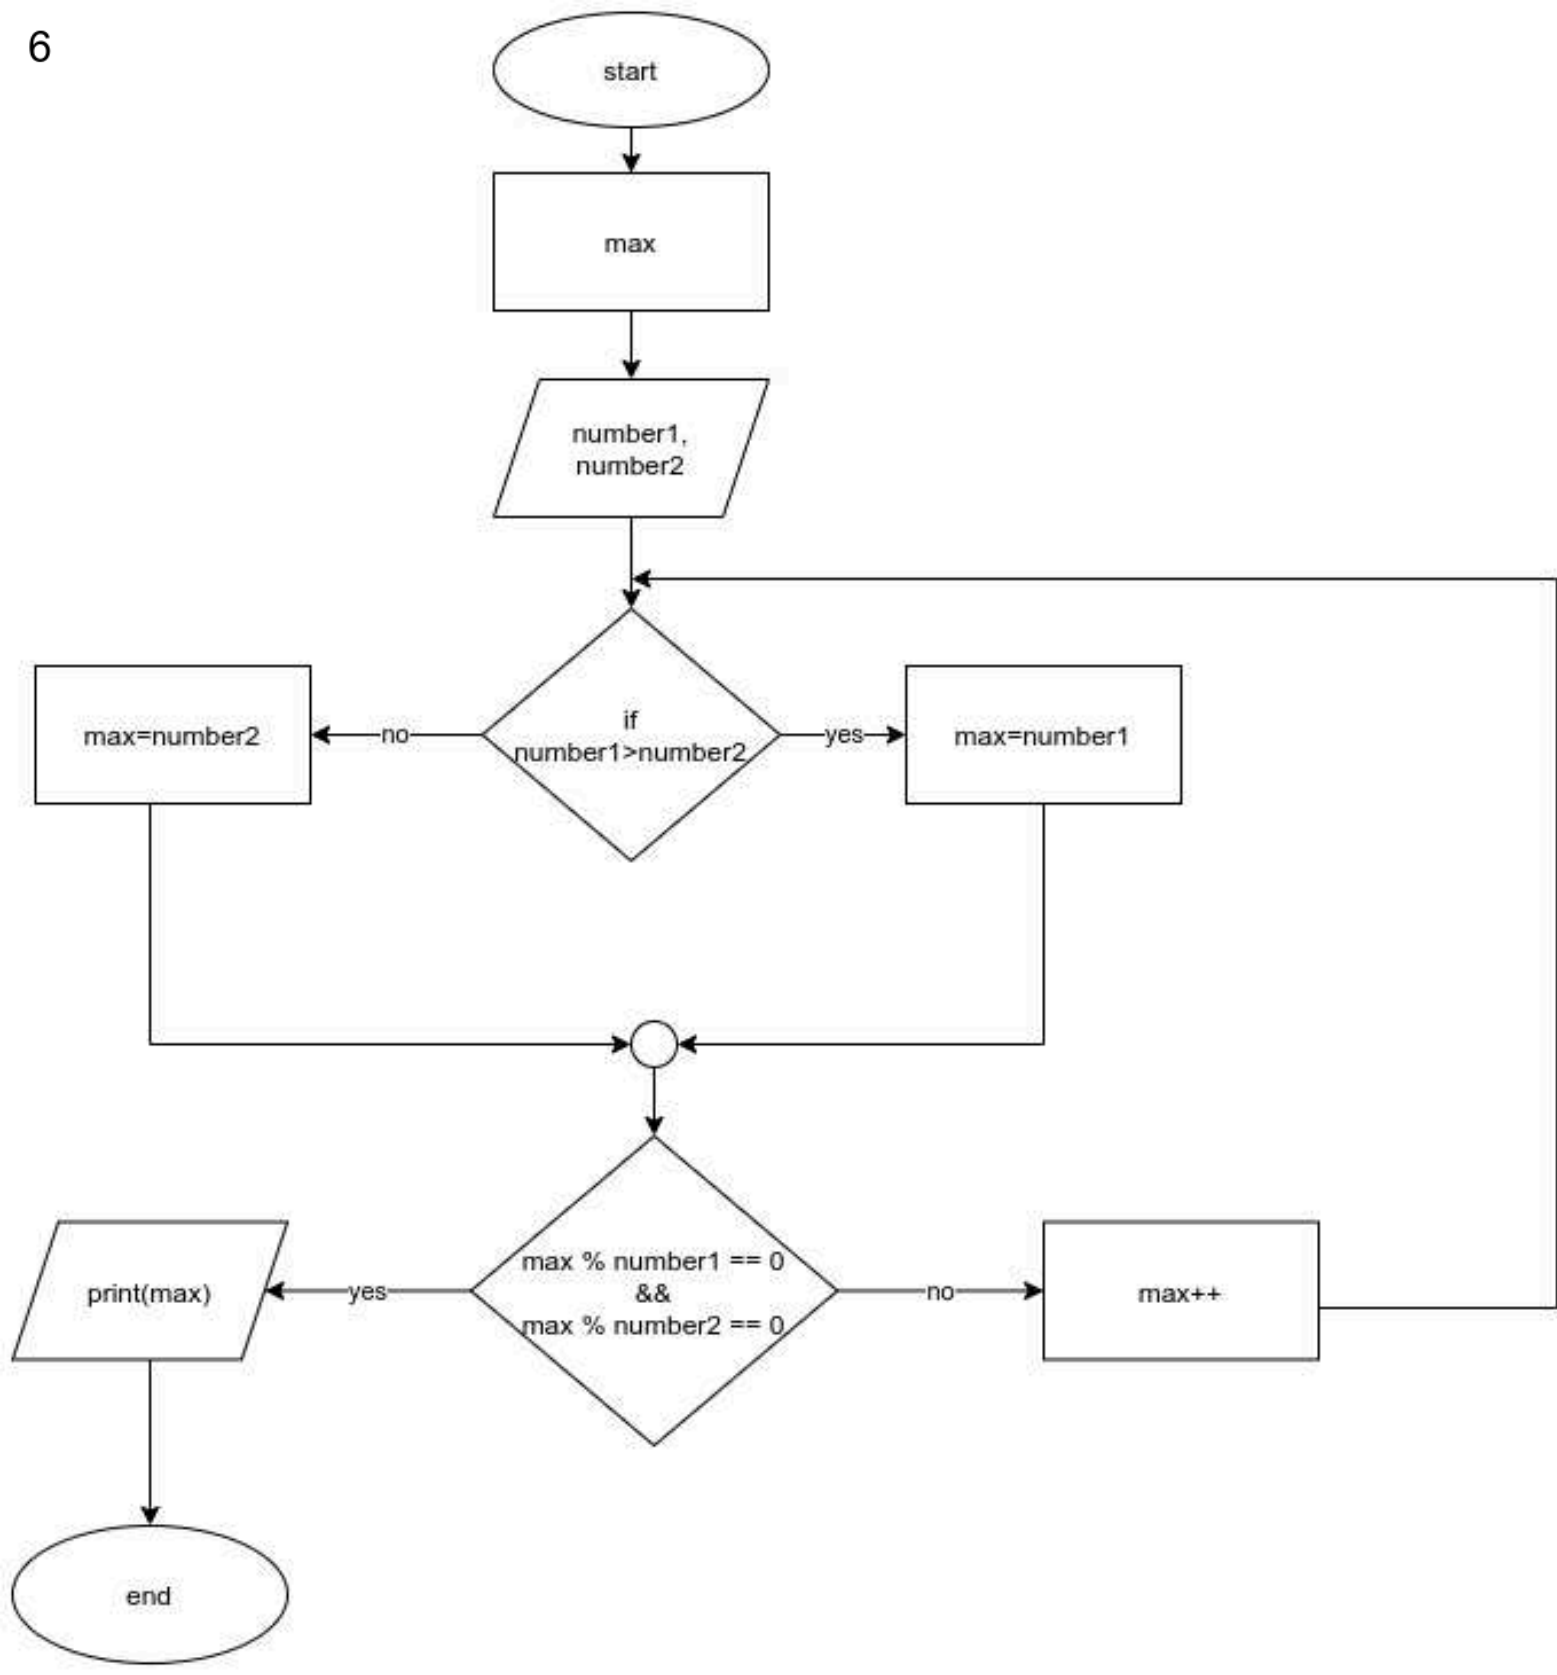 6
start
max
number1,
number2
if
number1>number2
no
yes
max=number2
max=number1
max % number1 == 0
&&
max % number2 == 0
yes
no
print(max)
max++
end